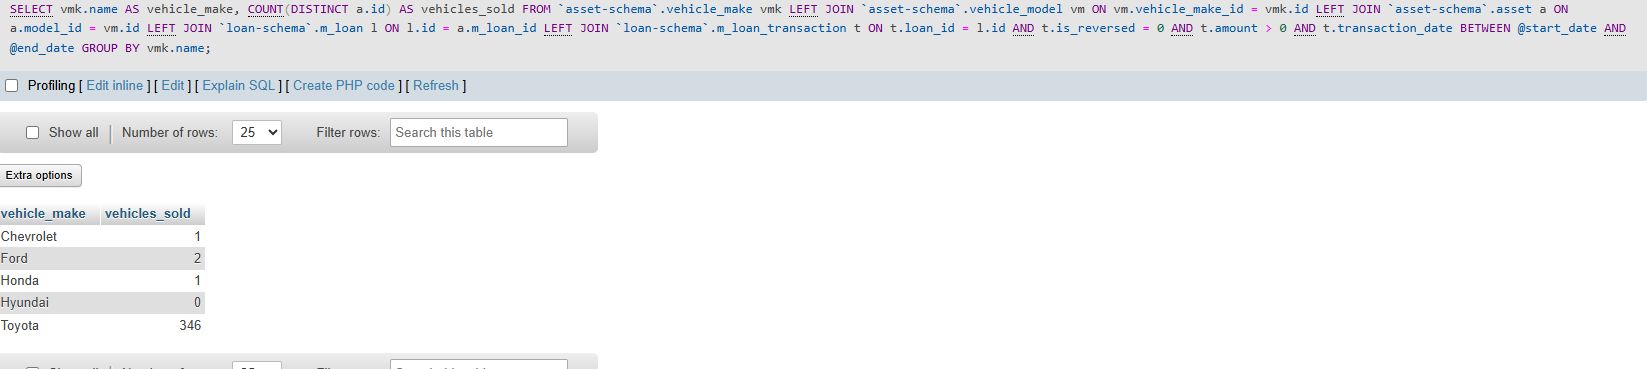 SELECT vmk.name AS vehicle_make, COUNT(DISTINCT a.id) AS vehicles_sold FROM `asset-schema`.vehicle_make vmk LEFT JOIN `asset-schema`.vehicle_model vm ON vm.vehicle_make_id = vmk.id LEFT JOIN `asset-schema`.asset a ON
a.model_id = vm.id LEFT JOIN `loan-schema`.m_loan l ON l.id = a.m_loan_id LEFT JOIN `loan-schema`.m_loan_transaction t ON t.loan_id = l.id AND t.is_reversed = 0 AND t.amount > 0 AND t.transaction_date BETWEEN @start_date AND
@end_date GROUP BY vmk.name;
Profiling [ Edit inline ] [ Edit ] [ Explain SQL ] [ Create PHP code ] [ Refresh ]
Show all | Number of rows: 25 Filter rows: Search this table
Extra options
vehicle_make vehicles_sold
Chevrolet 1
Ford 2
Honda 1
Hyundai 0
Toyota 346